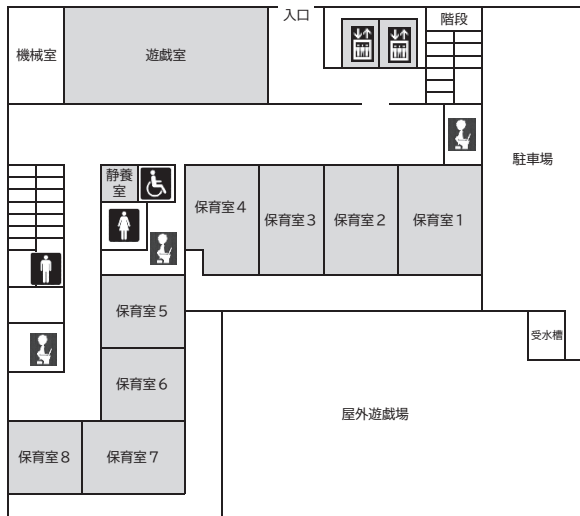 入口
階段
機械室
遊戯室
駐車場
静養
室
保育室4
保育室3
保育室2
保育室1
保育室5
受水槽
保育室6
屋外遊戯場
保育室8
保育室7